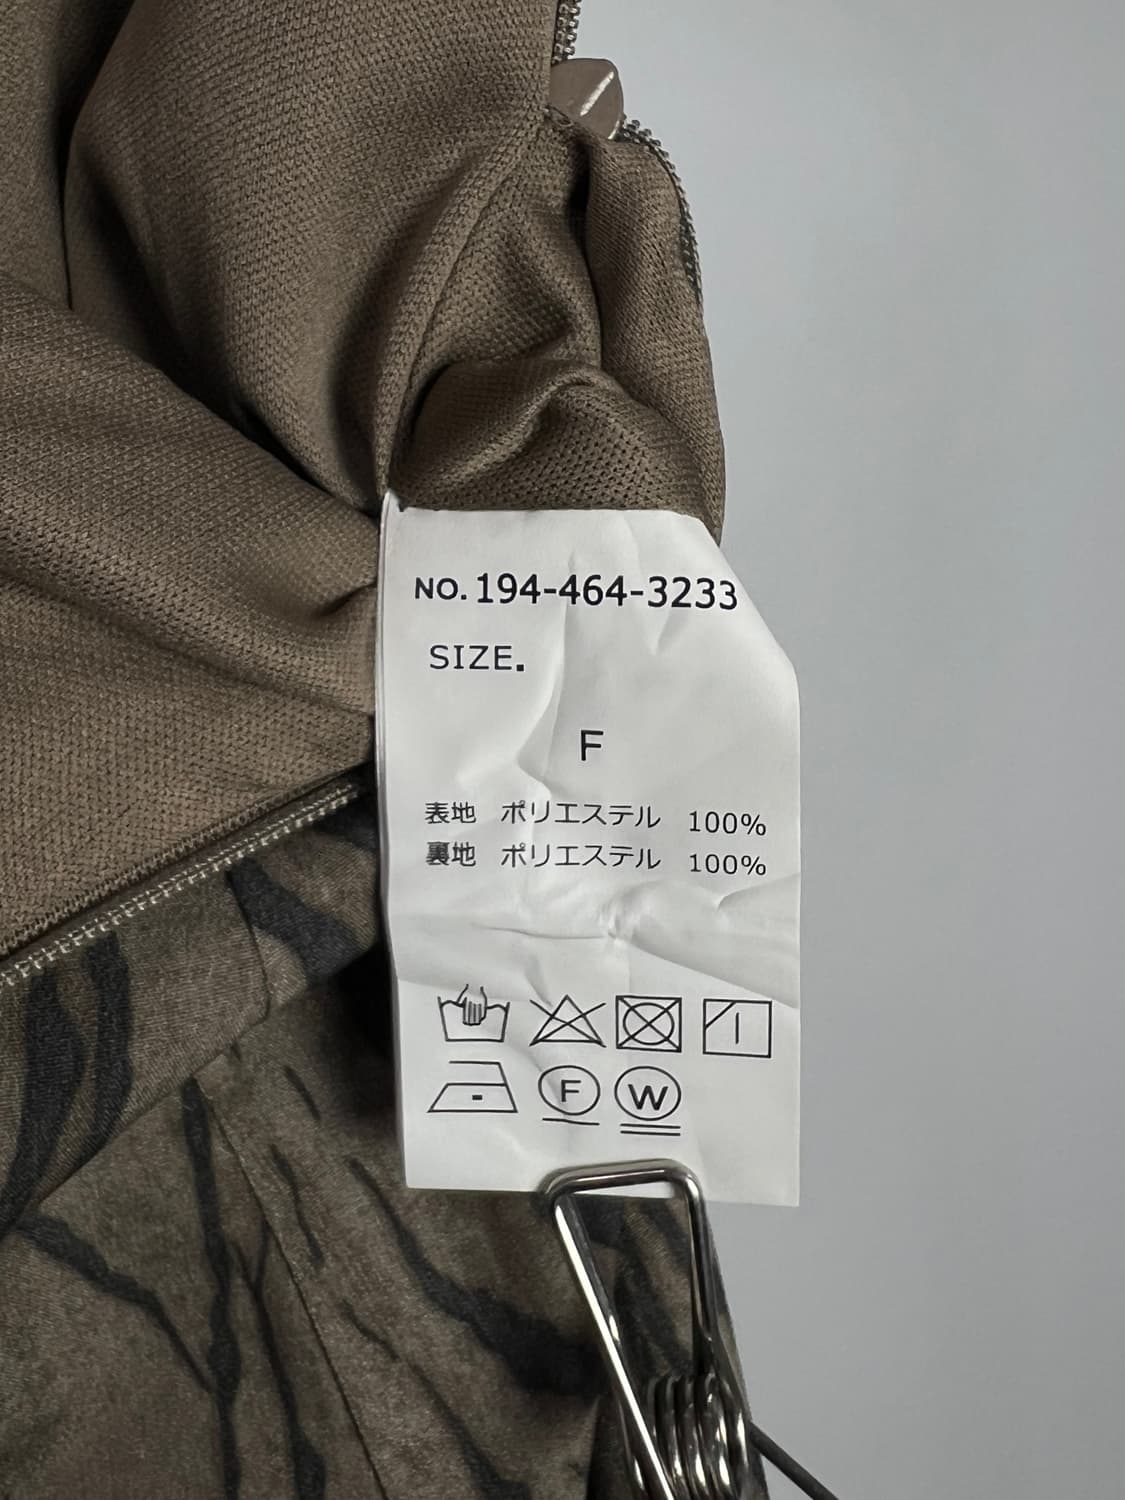 NO. 194-464-3233
SIZE.
F
表地 ポリエステル 100%
裏地 ポリエステル 100%
F W